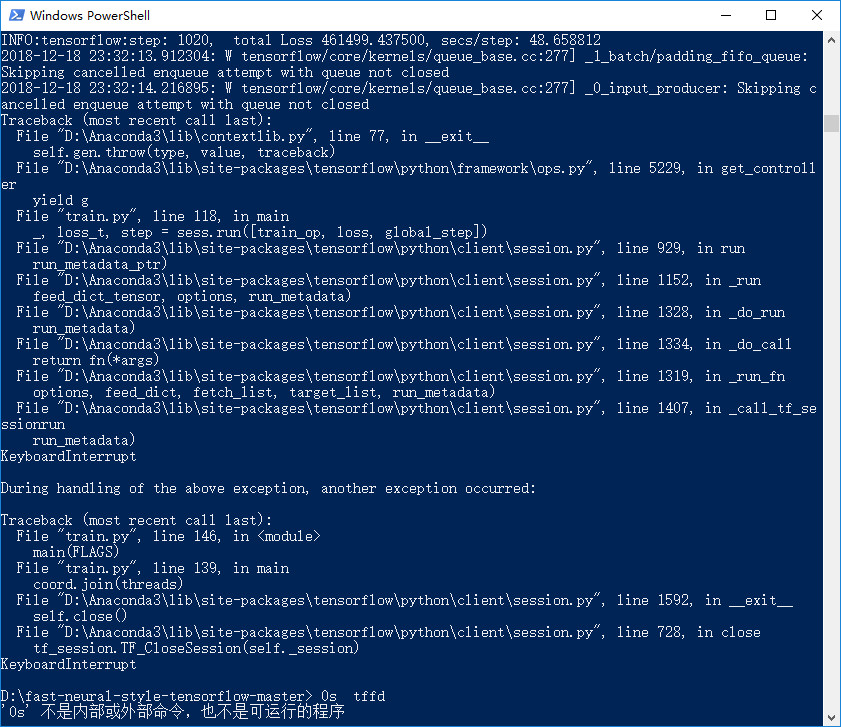 Windows PowerShell
INFO:tensorflow:step: 1020,  total Loss 461499.437500, secs/step: 48.658812
2018-12-18 23:32:13.912304: W tensorflow/core/kernels/queue_base.cc:277] _1_batch/padding_fifo_queue:
Skipping cancelled enqueue attempt with queue not closed
2018-12-18 23:32:14.216895: W tensorflow/core/kernels/queue_base.cc:277] _0_input_producer: Skipping c
ancelled enqueue attempt with queue not closed
Traceback (most recent call last):
  File "D:\Anaconda3\lib\contextlib.py", line 77, in __exit__
    self.gen.throw(type, value, traceback)
  File "D:\Anaconda3\lib\site-packages\tensorflow\python\framework\ops.py", line 5229, in get_controll
er
    yield g
  File "train.py", line 118, in main
    _, loss_t, step = sess.run([train_op, loss, global_step])
  File "D:\Anaconda3\lib\site-packages\tensorflow\python\client\session.py", line 929, in run
    run_metadata_ptr)
  File "D:\Anaconda3\lib\site-packages\tensorflow\python\client\session.py", line 1152, in _run
    feed_dict_tensor, options, run_metadata)
  File "D:\Anaconda3\lib\site-packages\tensorflow\python\client\session.py", line 1328, in _do_run
    run_metadata)
  File "D:\Anaconda3\lib\site-packages\tensorflow\python\client\session.py", line 1334, in _do_call
    return fn(*args)
  File "D:\Anaconda3\lib\site-packages\tensorflow\python\client\session.py", line 1319, in _run_fn
    options, feed_dict, fetch_list, target_list, run_metadata)
  File "D:\Anaconda3\lib\site-packages\tensorflow\python\client\session.py", line 1407, in _call_tf_se
ssionrun
    run_metadata)
KeyboardInterrupt
During handling of the above exception, another exception occurred:
Traceback (most recent call last):
  File "train.py", line 146, in <module>
    main(FLAGS)
  File "train.py", line 139, in main
    coord.join(threads)
  File "D:\Anaconda3\lib\site-packages\tensorflow\python\client\session.py", line 1592, in __exit__
    self.close()
  File "D:\Anaconda3\lib\site-packages\tensorflow\python\client\session.py", line 728, in close
    tf_session.TF_CloseSession(self._session)
KeyboardInterrupt
D:\fast-neural-style-tensorflow-master> 0s  tffd
'0s' 不是内部或外部命令，也不是可运行的程序